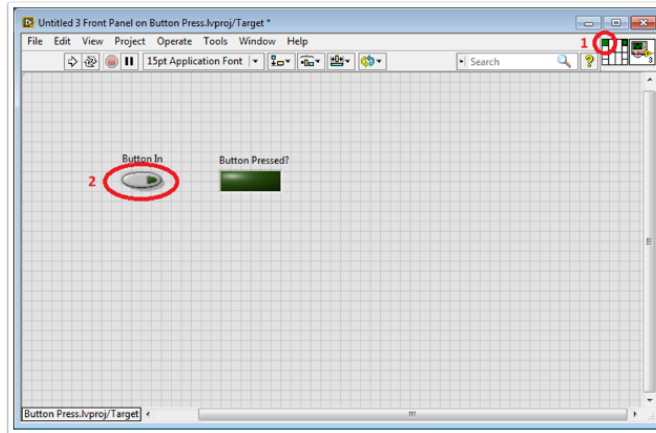 Untitled 3 Front Panel on Button Press.lvproj/Target *
File Edit View Project Operate Tools Window Help
1
15pt Application Font
Search
?
3
Button In
Button Pressed?
2
Button Press.lvproj/Target